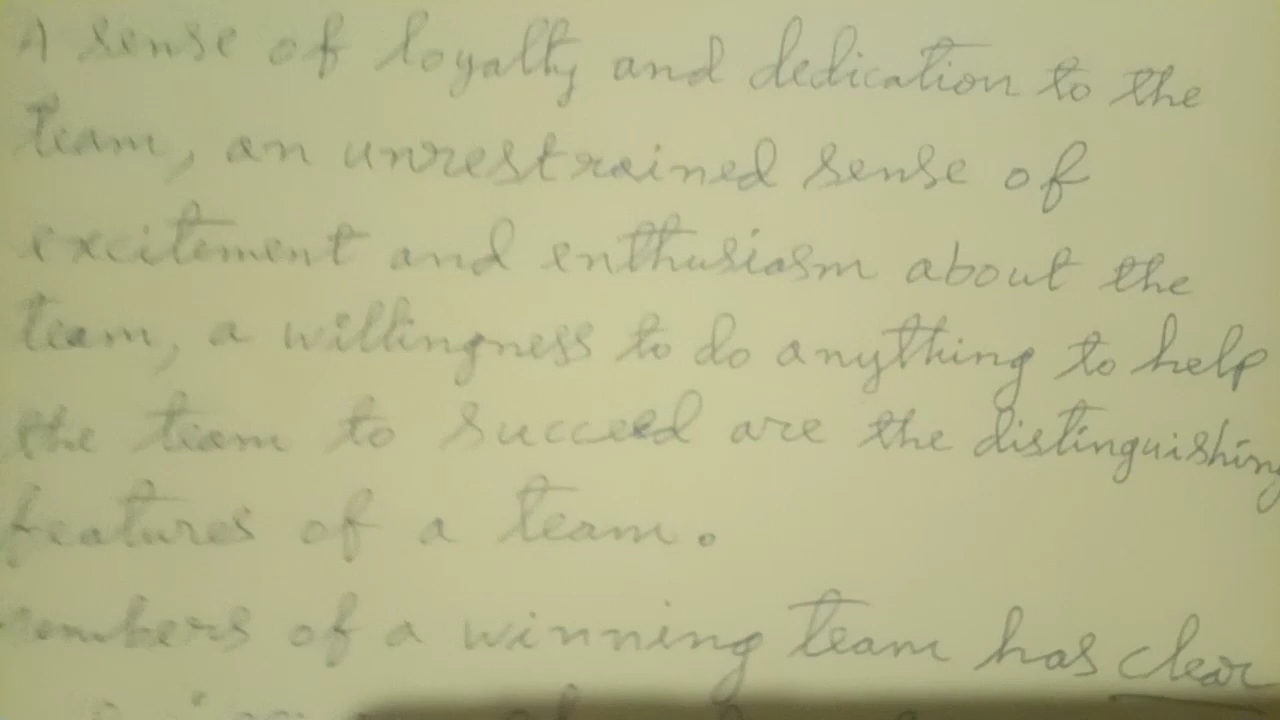 A sense of loyalty and dedication to the
team, an unrestrained sense of
excitement and enthusiasm about the
team, a willingness to do anything to help
the team to succeed are the distinguishing
features of a team.
members of a winning team has clear